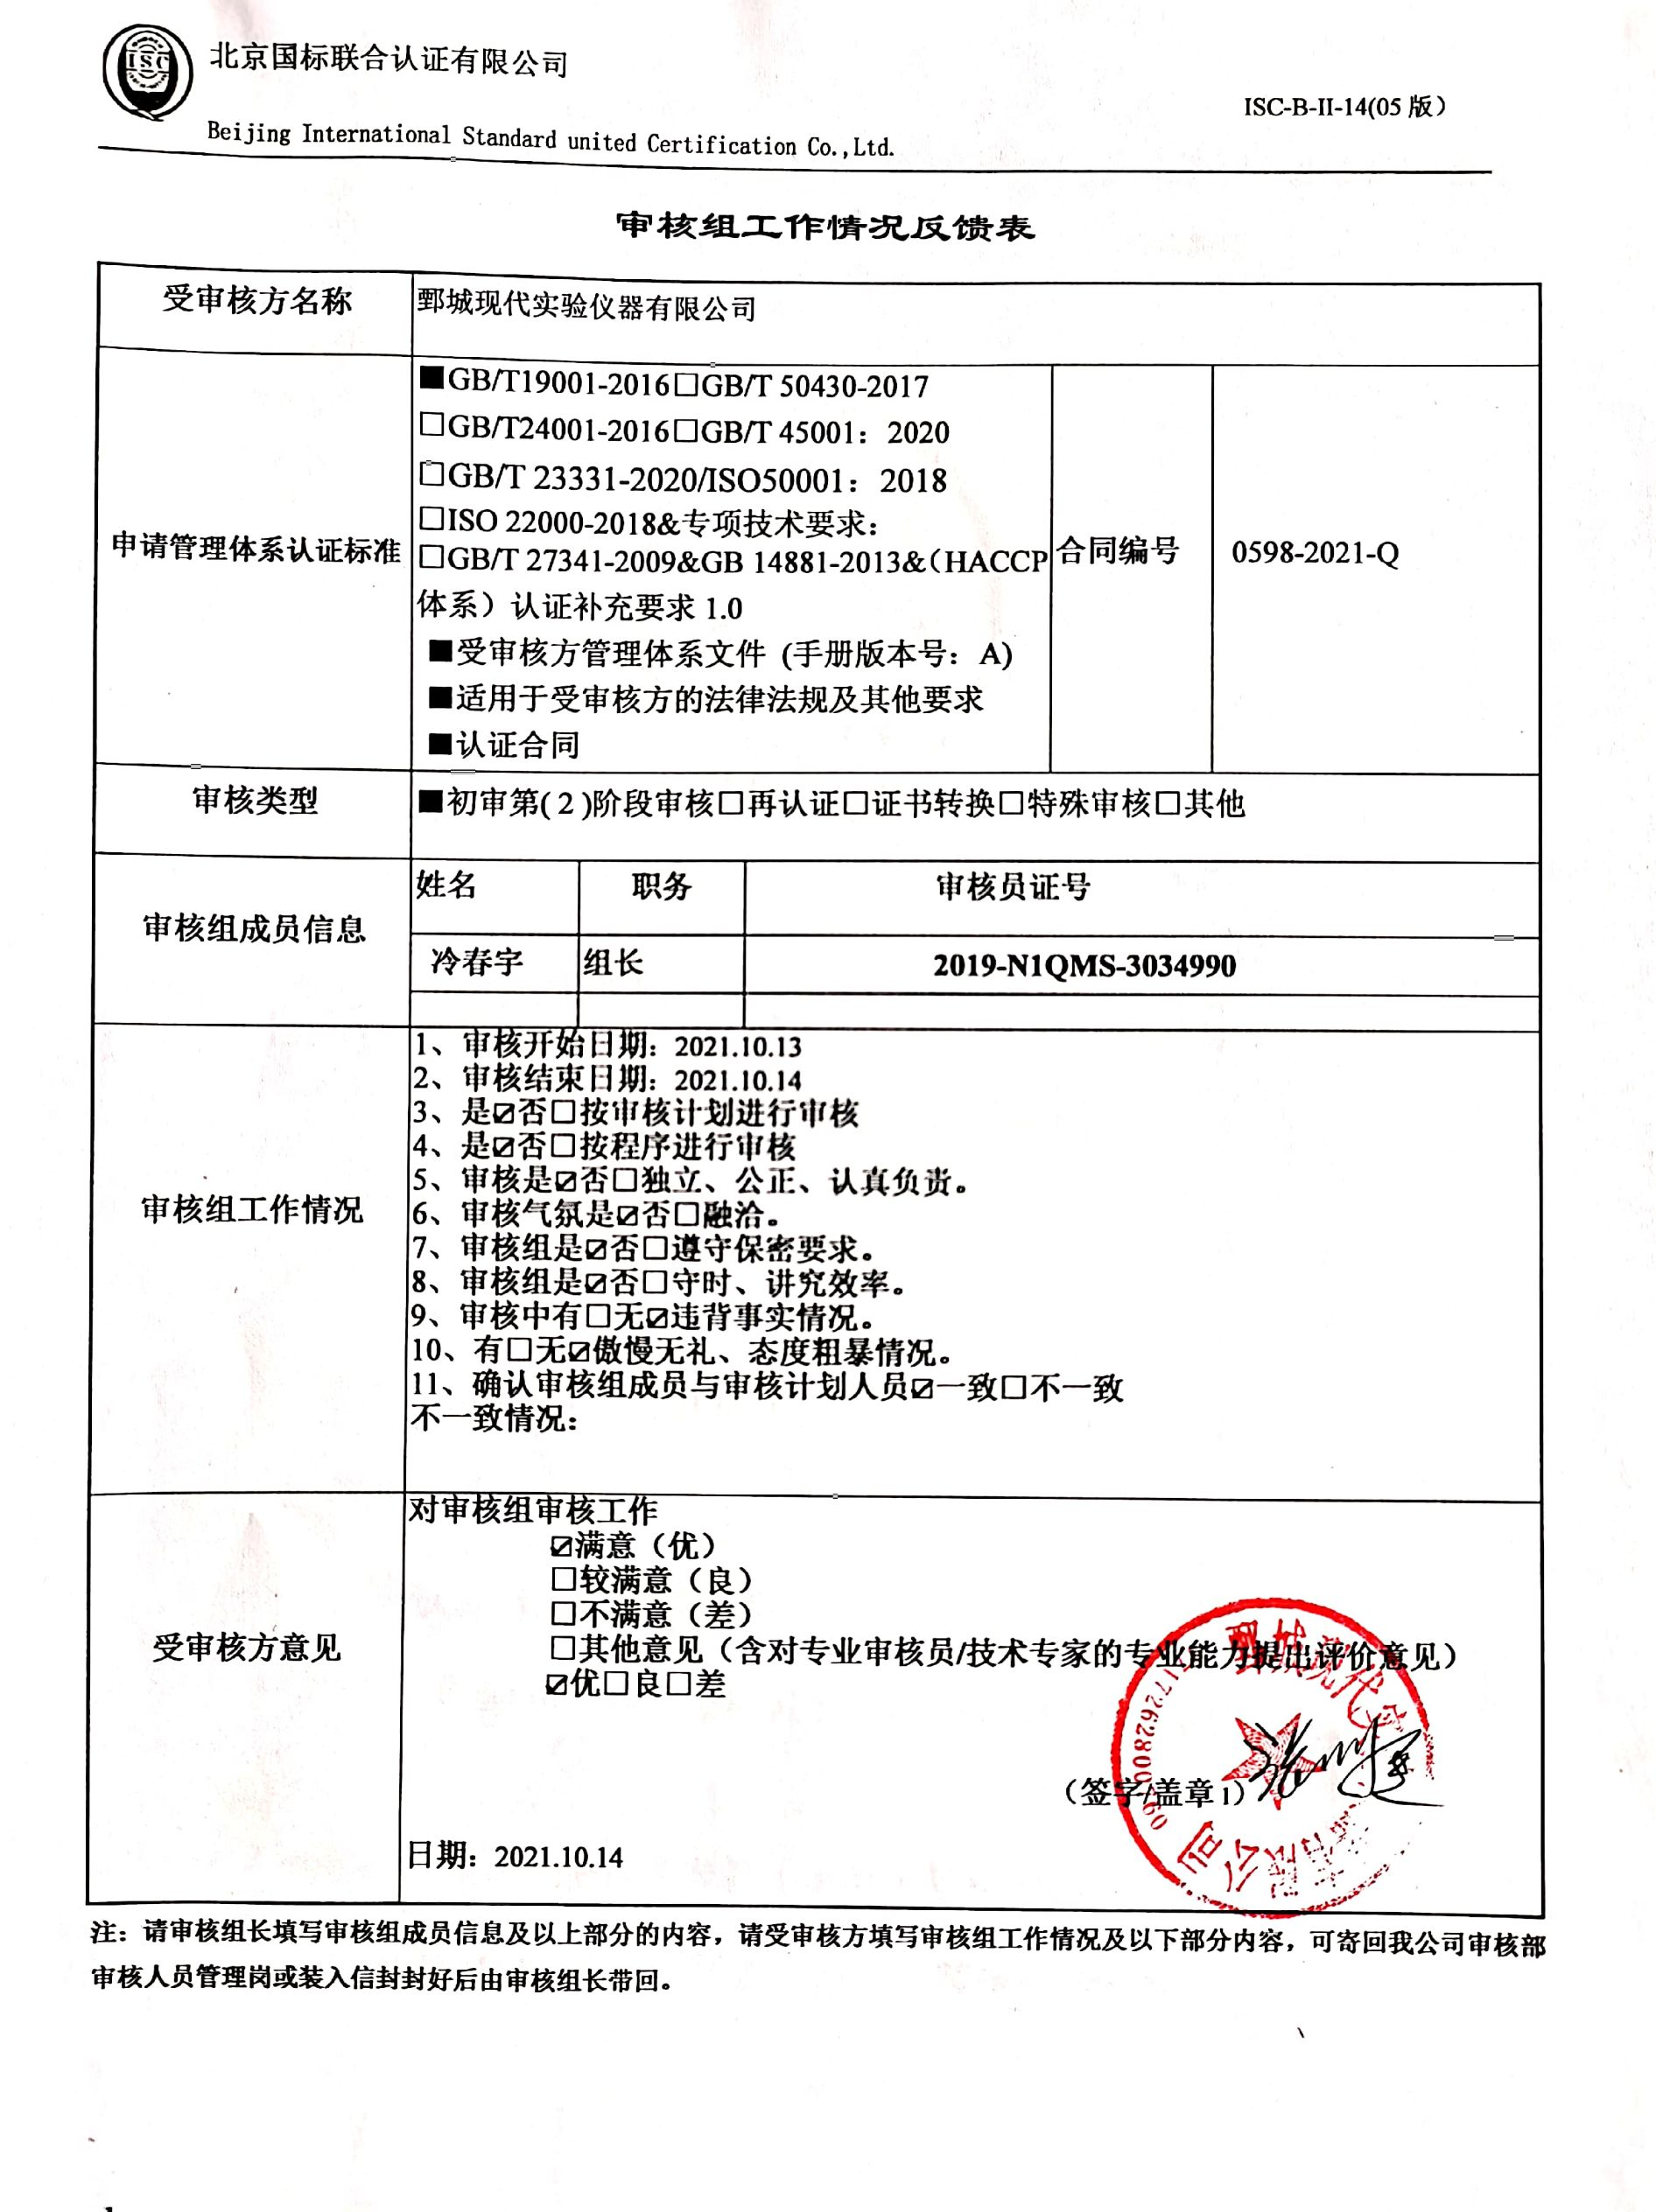 ISC
北京国标联合认证有限公司
ISC-B-II-14(05 版)
Beijing International Standard united Certification Co.,Ltd.
审核组工作情况反馈表
受审核方名称
鄄城现代实验仪器有限公司
申请管理体系认证标准
■GB/T19001-2016□GB/T 50430-2017
□GB/T24001-2016□GB/T 45001：2020
□GB/T 23331-2020/ISO50001：2018
□ISO 22000-2018&专项技术要求：
□GB/T 27341-2009&GB 14881-2013&（HACCP
体系）认证补充要求 1.0
■受审核方管理体系文件 (手册版本号：A)
■适用于受审核方的法律法规及其他要求
■认证合同
合同编号
0598-2021-Q
审核类型
■初审第( 2 )阶段审核□再认证□证书转换□特殊审核□其他
审核组成员信息
姓名 职务 审核员证号
冷春宇 组长 2019-N1QMS-3034990
审核组工作情况
1、审核开始日期：2021.10.13
2、审核结束日期：2021.10.14
3、是☑否□按审核计划进行审核
4、是☑否□按程序进行审核
5、审核是☑否□独立、公正、认真负责。
6、审核气氛是☑否□融洽。
7、审核组是☑否□遵守保密要求。
8、审核组是☑否□守时、讲究效率。
9、审核中有□无☑违背事实情况。
10、有□无☑傲慢无礼、态度粗暴情况。
11、确认审核组成员与审核计划人员☑一致□不一致
不一致情况：
受审核方意见
对审核组审核工作
☑满意（优）
□较满意（良）
□不满意（差）
□其他意见（含对专业审核员/技术专家的专业能力提出评价意见）
☑优□良□差
（签字/盖章）
鄄城现代
有限公司
日期：2021.10.14
注：请审核组长填写审核组成员信息及以上部分的内容，请受审核方填写审核组工作情况及以下部分内容，可寄回我公司审核部
审核人员管理岗或装入信封封好后由审核组长带回。